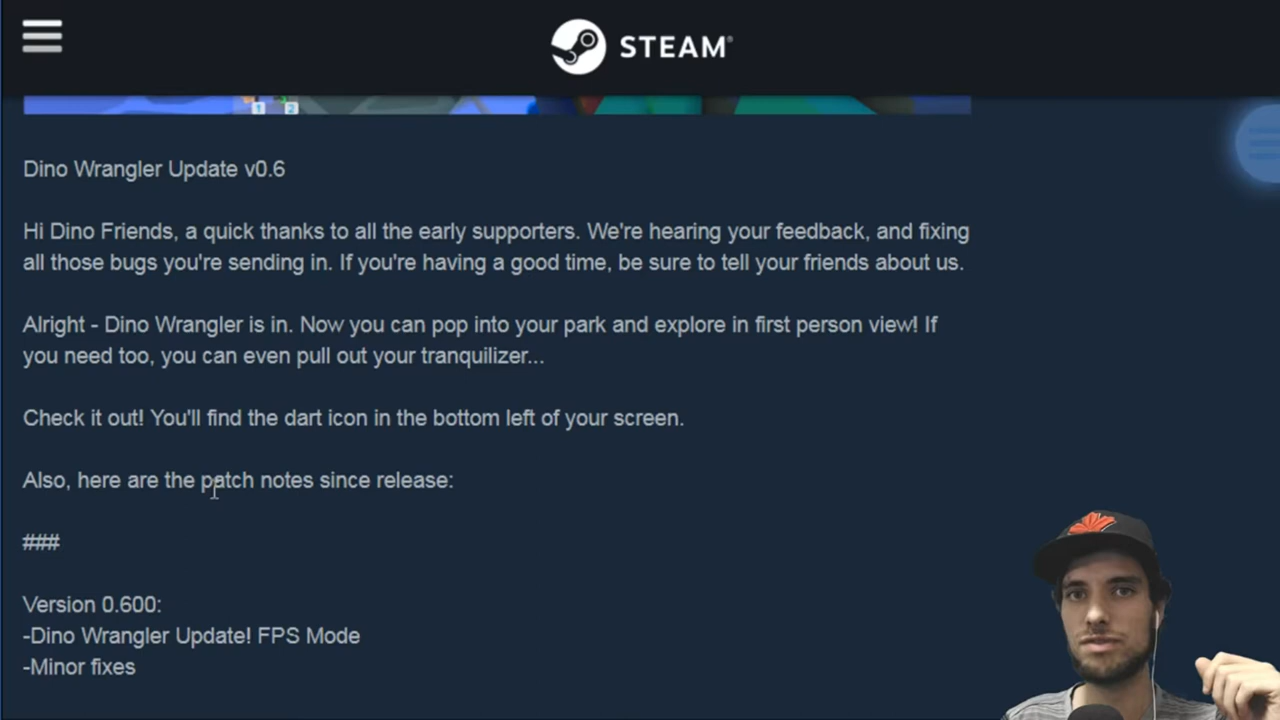 STEAM®
1 2
Dino Wrangler Update v0.6
Hi Dino Friends, a quick thanks to all the early supporters. We're hearing your feedback, and fixing
all those bugs you're sending in. If you're having a good time, be sure to tell your friends about us.
Alright - Dino Wrangler is in. Now you can pop into your park and explore in first person view! If
you need too, you can even pull out your tranquilizer...
Check it out! You'll find the dart icon in the bottom left of your screen.
Also, here are the patch notes since release:
###
Version 0.600:
-Dino Wrangler Update! FPS Mode
-Minor fixes